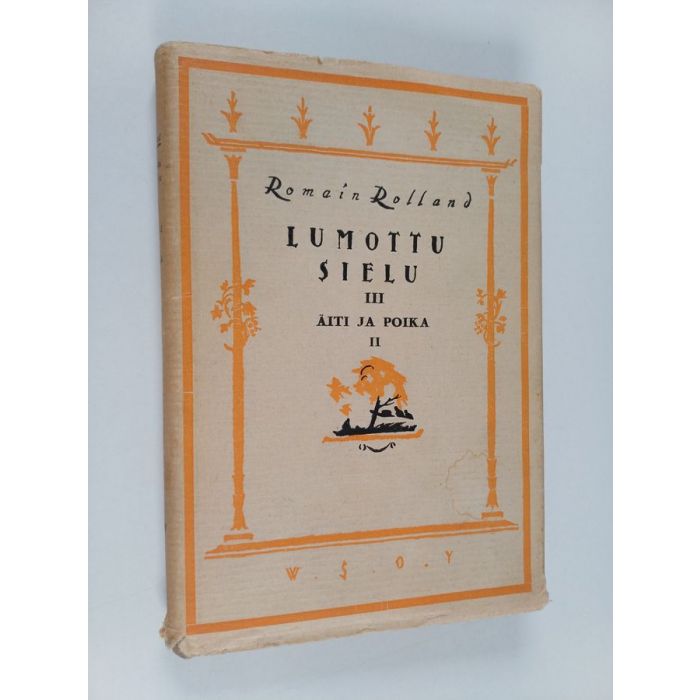 Romain Rolland
LUMOTTU
SIELU
III
ÄITI JA POIKA
II
W.S.O.Y